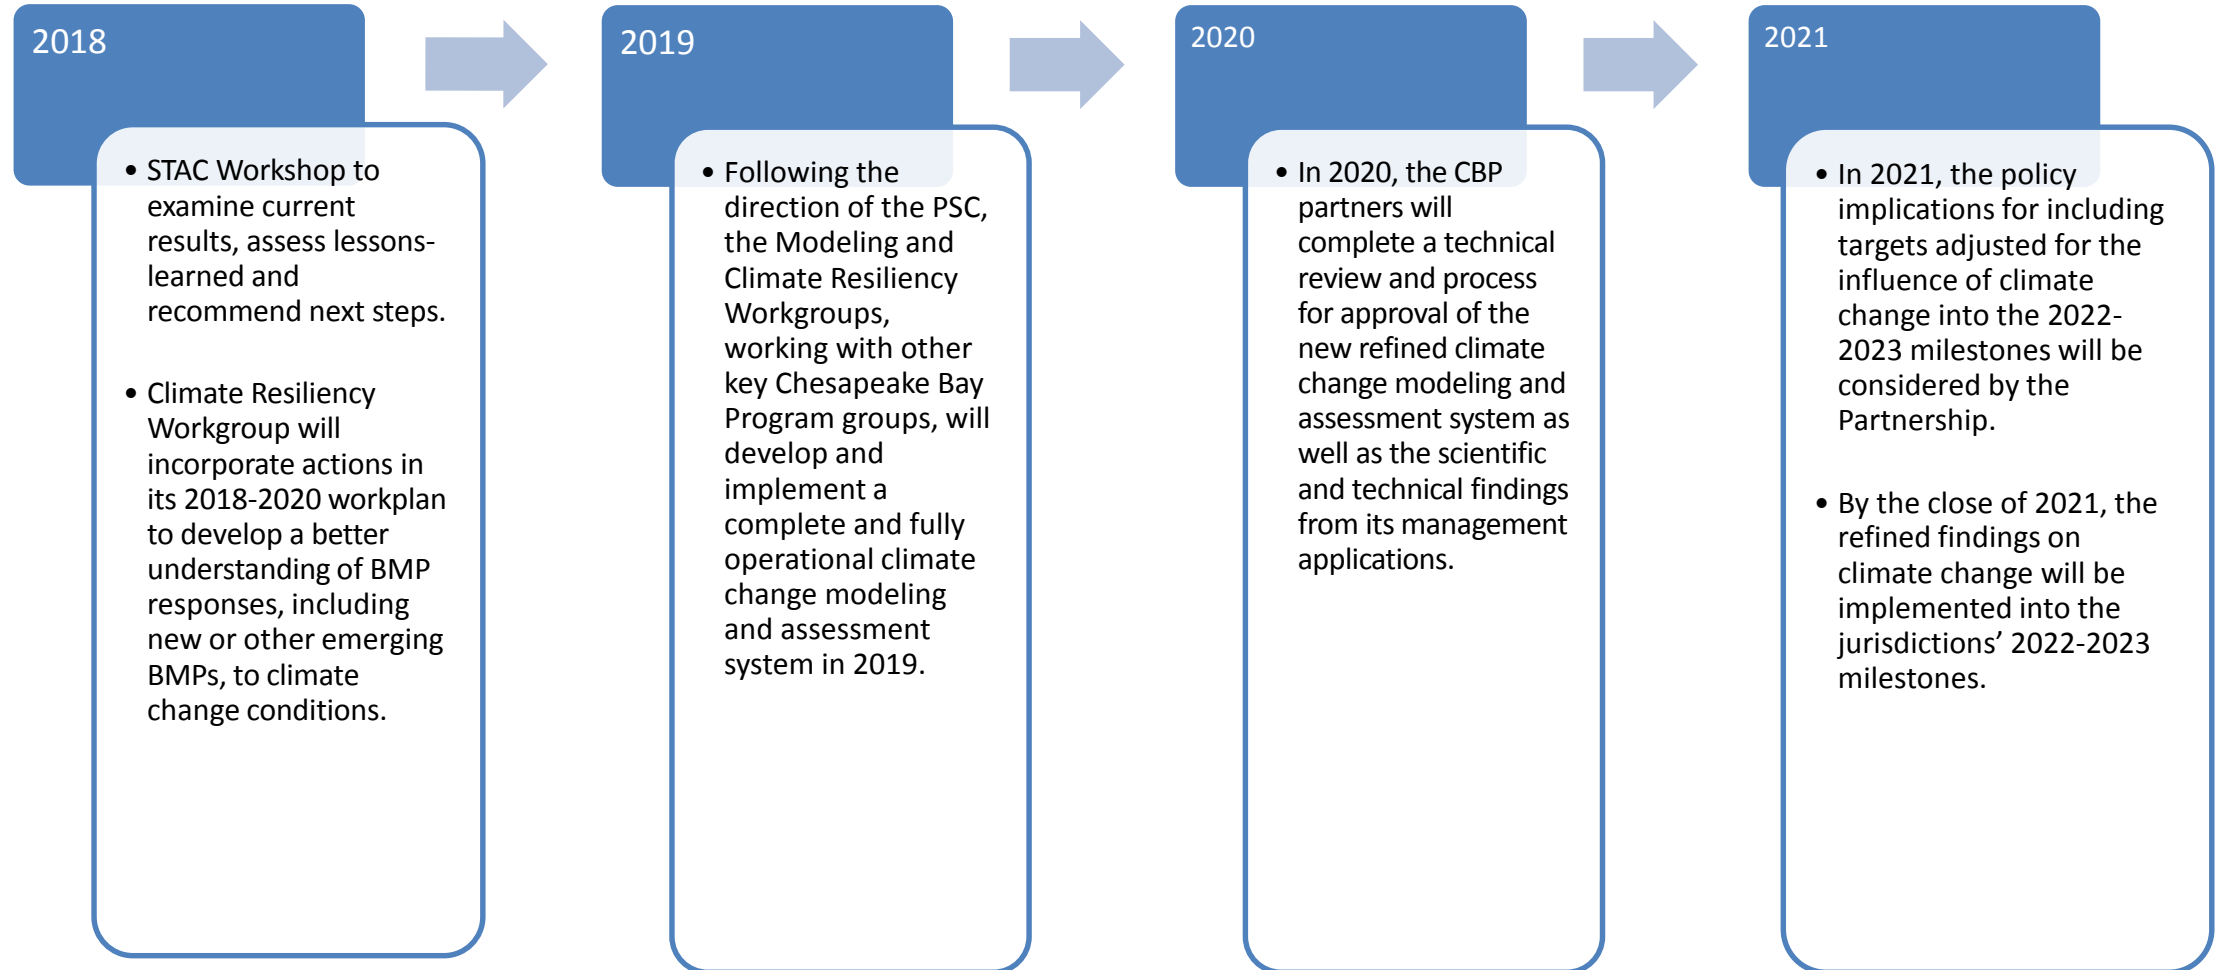 2018
• STAC Workshop to
examine current
results, assess lessons-
learned and
recommend next steps.
• Climate Resiliency
Workgroup will
incorporate actions in
its 2018-2020 workplan
to develop a better
understanding of BMP
responses, including
new or other emerging
BMPs, to climate
change conditions.
2019
• Following the
direction of the PSC,
the Modeling and
Climate Resiliency
Workgroups,
working with other
key Chesapeake Bay
Program groups, will
develop and
implement a
complete and fully
operational climate
change modeling
and assessment
system in 2019.
2020
• In 2020, the CBP
partners will
complete a technical
review and process
for approval of the
new refined climate
change modeling and
assessment system as
well as the scientific
and technical findings
from its management
applications.
2021
• In 2021, the policy
implications for including
targets adjusted for the
influence of climate
change into the 2022-
2023 milestones will be
considered by the
Partnership.
• By the close of 2021, the
refined findings on
climate change will be
implemented into the
jurisdictions’ 2022-2023
milestones.